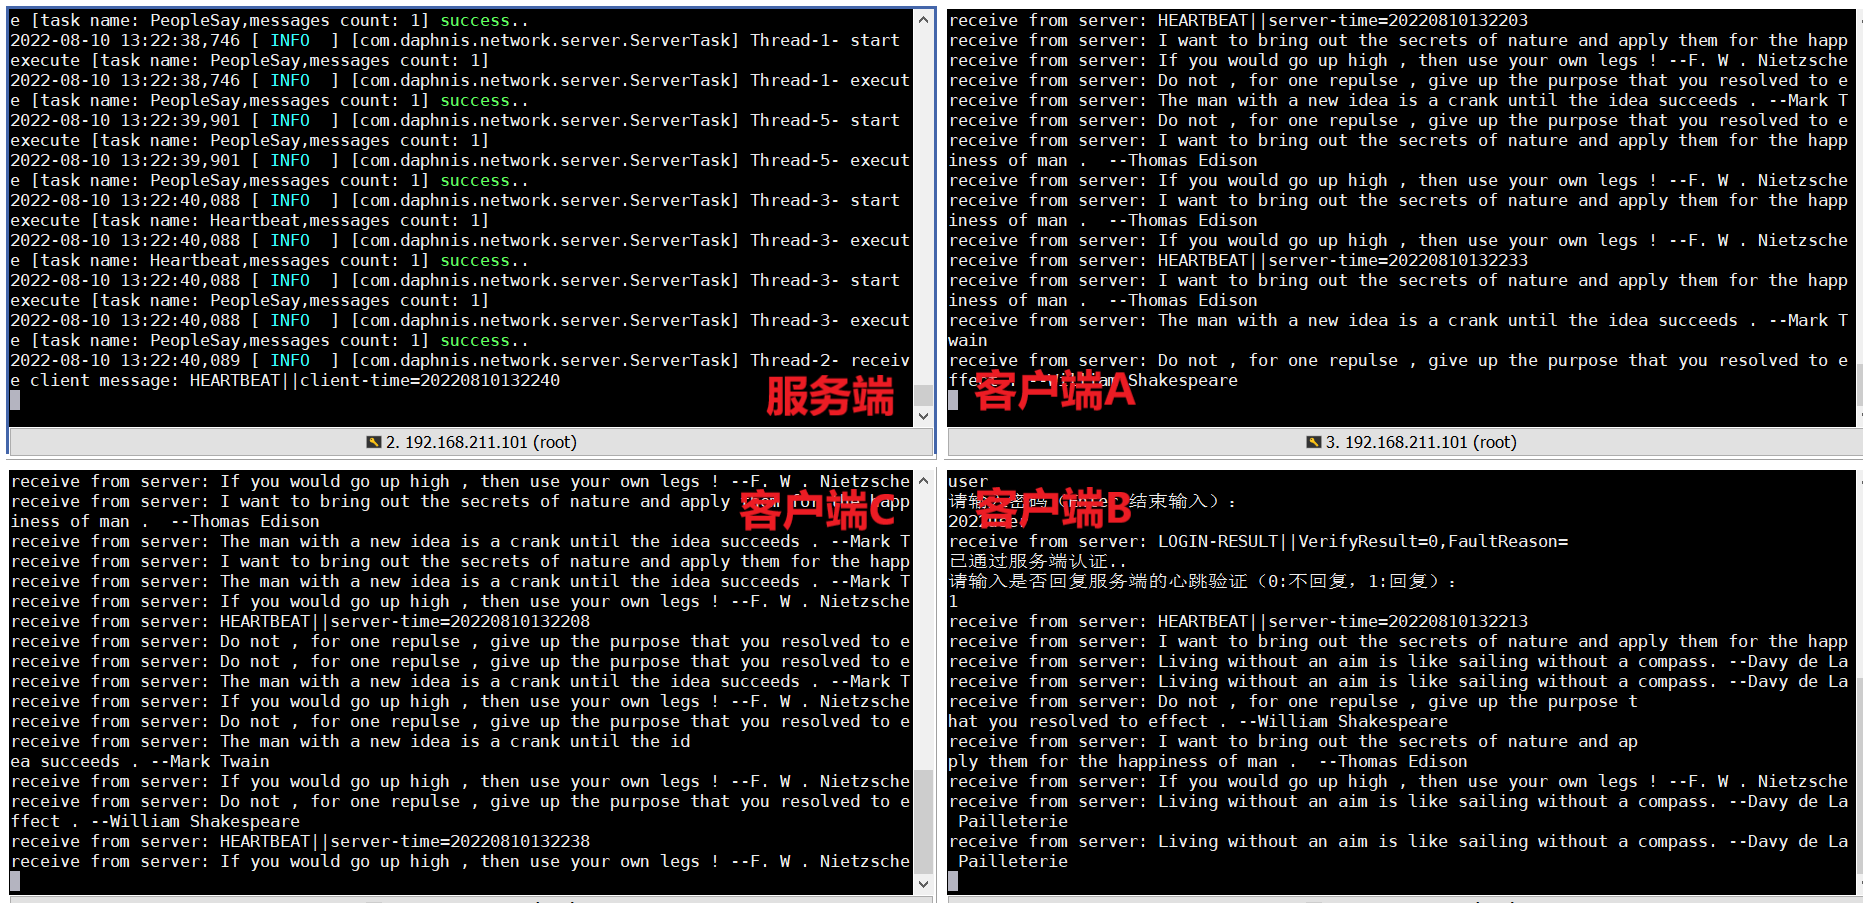 e [task name: PeopleSay,messages count: 1] success..
2022-08-10 13:22:38,746 [ INFO  ] [com.daphnis.network.server.ServerTask] Thread-1- start
execute [task name: PeopleSay,messages count: 1]
2022-08-10 13:22:38,746 [ INFO  ] [com.daphnis.network.server.ServerTask] Thread-1- execut
e [task name: PeopleSay,messages count: 1] success..
2022-08-10 13:22:39,901 [ INFO  ] [com.daphnis.network.server.ServerTask] Thread-5- start
execute [task name: PeopleSay,messages count: 1]
2022-08-10 13:22:39,901 [ INFO  ] [com.daphnis.network.server.ServerTask] Thread-5- execut
e [task name: PeopleSay,messages count: 1] success..
2022-08-10 13:22:40,088 [ INFO  ] [com.daphnis.network.server.ServerTask] Thread-3- start
execute [task name: Heartbeat,messages count: 1]
2022-08-10 13:22:40,088 [ INFO  ] [com.daphnis.network.server.ServerTask] Thread-3- execut
e [task name: Heartbeat,messages count: 1] success..
2022-08-10 13:22:40,088 [ INFO  ] [com.daphnis.network.server.ServerTask] Thread-3- start
execute [task name: PeopleSay,messages count: 1]
2022-08-10 13:22:40,088 [ INFO  ] [com.daphnis.network.server.ServerTask] Thread-3- execut
e [task name: PeopleSay,messages count: 1] success..
2022-08-10 13:22:40,089 [ INFO  ] [com.daphnis.network.server.ServerTask] Thread-2- receiv
e client message: HEARTBEAT||client-time=20220810132240
服务端
2. 192.168.211.101 (root)
receive from server: HEARTBEAT||server-time=20220810132203
receive from server: I want to bring out the secrets of nature and apply them for the happ
receive from server: If you would go up high , then use your own legs ! --F. W . Nietzsche
receive from server: Do not , for one repulse , give up the purpose that you resolved to e
receive from server: The man with a new idea is a crank until the idea succeeds . --Mark T
receive from server: Do not , for one repulse , give up the purpose that you resolved to e
receive from server: I want to bring out the secrets of nature and apply them for the happ
iness of man .  --Thomas Edison
receive from server: If you would go up high , then use your own legs ! --F. W . Nietzsche
receive from server: I want to bring out the secrets of nature and apply them for the happ
iness of man .  --Thomas Edison
receive from server: If you would go up high , then use your own legs ! --F. W . Nietzsche
receive from server: HEARTBEAT||server-time=20220810132233
receive from server: I want to bring out the secrets of nature and apply them for the happ
iness of man .  --Thomas Edison
receive from server: The man with a new idea is a crank until the idea succeeds . --Mark T
wain
receive from server: Do not , for one repulse , give up the purpose that you resolved to e
ffect . --William Shakespeare
客户端A
3. 192.168.211.101 (root)
receive from server: If you would go up high , then use your own legs ! --F. W . Nietzsche
receive from server: I want to bring out the secrets of nature and apply them for the happ
iness of man .  --Thomas Edison
客户端C
receive from server: The man with a new idea is a crank until the idea succeeds . --Mark T
receive from server: I want to bring out the secrets of nature and apply them for the happ
receive from server: The man with a new idea is a crank until the idea succeeds . --Mark T
receive from server: If you would go up high , then use your own legs ! --F. W . Nietzsche
receive from server: HEARTBEAT||server-time=20220810132208
receive from server: Do not , for one repulse , give up the purpose that you resolved to e
receive from server: Do not , for one repulse , give up the purpose that you resolved to e
receive from server: The man with a new idea is a crank until the idea succeeds . --Mark T
receive from server: If you would go up high , then use your own legs ! --F. W . Nietzsche
receive from server: Do not , for one repulse , give up the purpose that you resolved to e
receive from server: The man with a new idea is a crank until the id
ea succeeds . --Mark Twain
receive from server: If you would go up high , then use your own legs ! --F. W . Nietzsche
receive from server: Do not , for one repulse , give up the purpose that you resolved to e
ffect . --William Shakespeare
receive from server: HEARTBEAT||server-time=20220810132238
receive from server: If you would go up high , then use your own legs ! --F. W . Nietzsche
user
请输入密码（Enter 结束输入）：
客户端B
2022user
receive from server: LOGIN-RESULT||VerifyResult=0,FaultReason=
已通过服务端认证..
请输入是否回复服务端的心跳验证（0:不回复，1:回复）：
1
receive from server: HEARTBEAT||server-time=20220810132213
receive from server: I want to bring out the secrets of nature and apply them for the happ
receive from server: Living without an aim is like sailing without a compass. --Davy de La
receive from server: Living without an aim is like sailing without a compass. --Davy de La
receive from server: Do not , for one repulse , give up the purpose t
hat you resolved to effect . --William Shakespeare
receive from server: I want to bring out the secrets of nature and ap
ply them for the happiness of man .  --Thomas Edison
receive from server: If you would go up high , then use your own legs ! --F. W . Nietzsche
receive from server: Living without an aim is like sailing without a compass. --Davy de La
Pailleterie
receive from server: Living without an aim is like sailing without a compass. --Davy de La
Pailleterie